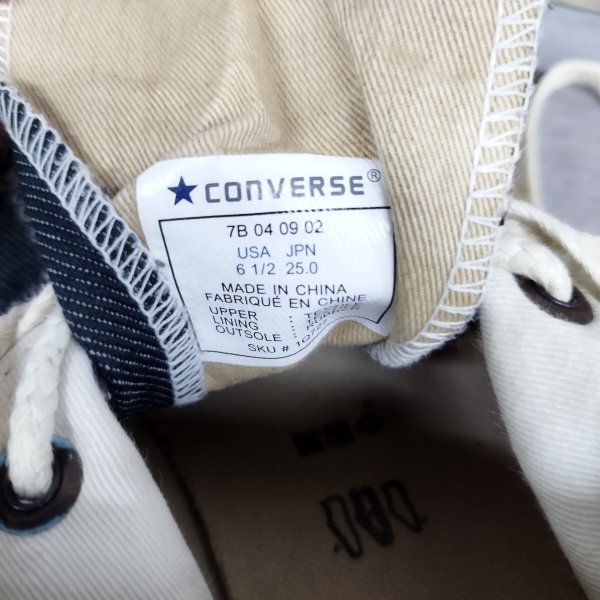 CONVERSE®
7B 04 09 02
USA JPN
6 1/2 25.0
MADE IN CHINA
FABRIQUÉ EN CHINE
UPPER :
LINING :
OUTSOLE :
SKU #